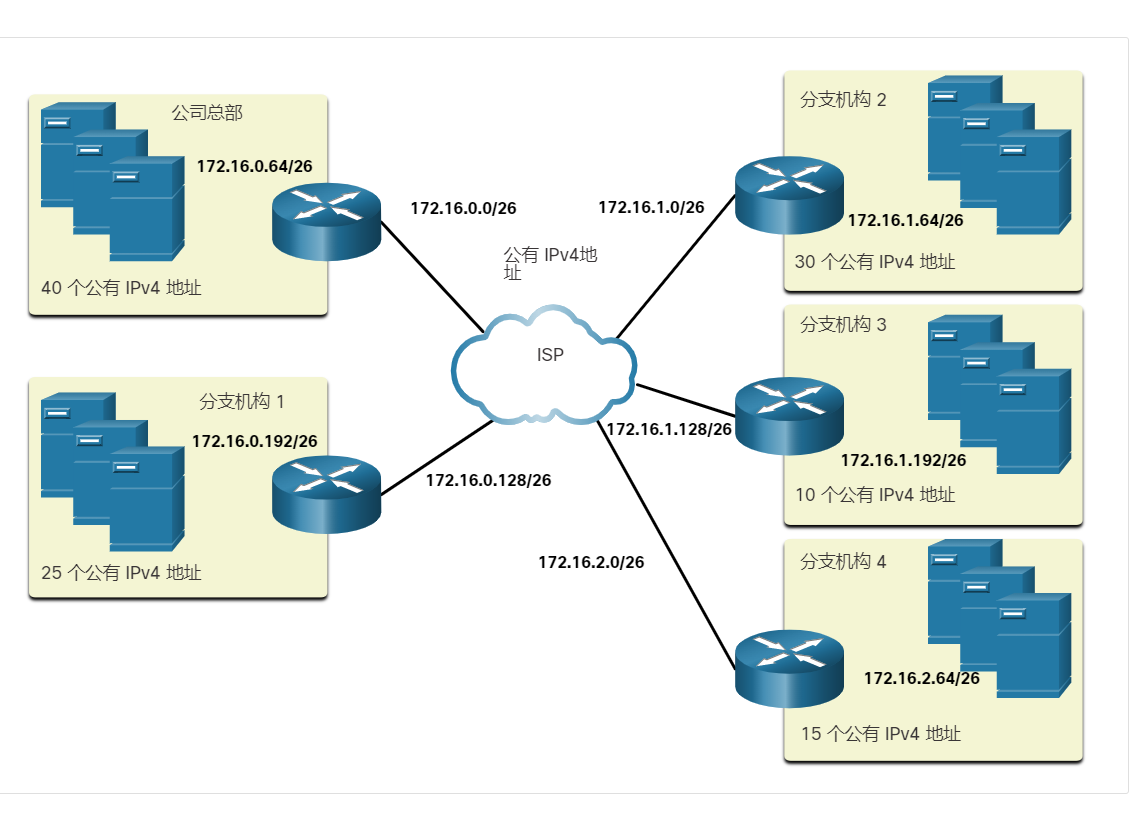 公司总部
172.16.0.64/26
40 个公有 IPv4 地址
172.16.0.0/26
分支机构 1
172.16.0.192/26
25 个公有 IPv4 地址
172.16.0.128/26
公有 IPv4地
址
ISP
172.16.1.0/26
分支机构 2
172.16.1.64/26
30 个公有 IPv4 地址
172.16.1.128/26
分支机构 3
172.16.1.192/26
10 个公有 IPv4 地址
172.16.2.0/26
分支机构 4
172.16.2.64/26
15 个公有 IPv4 地址